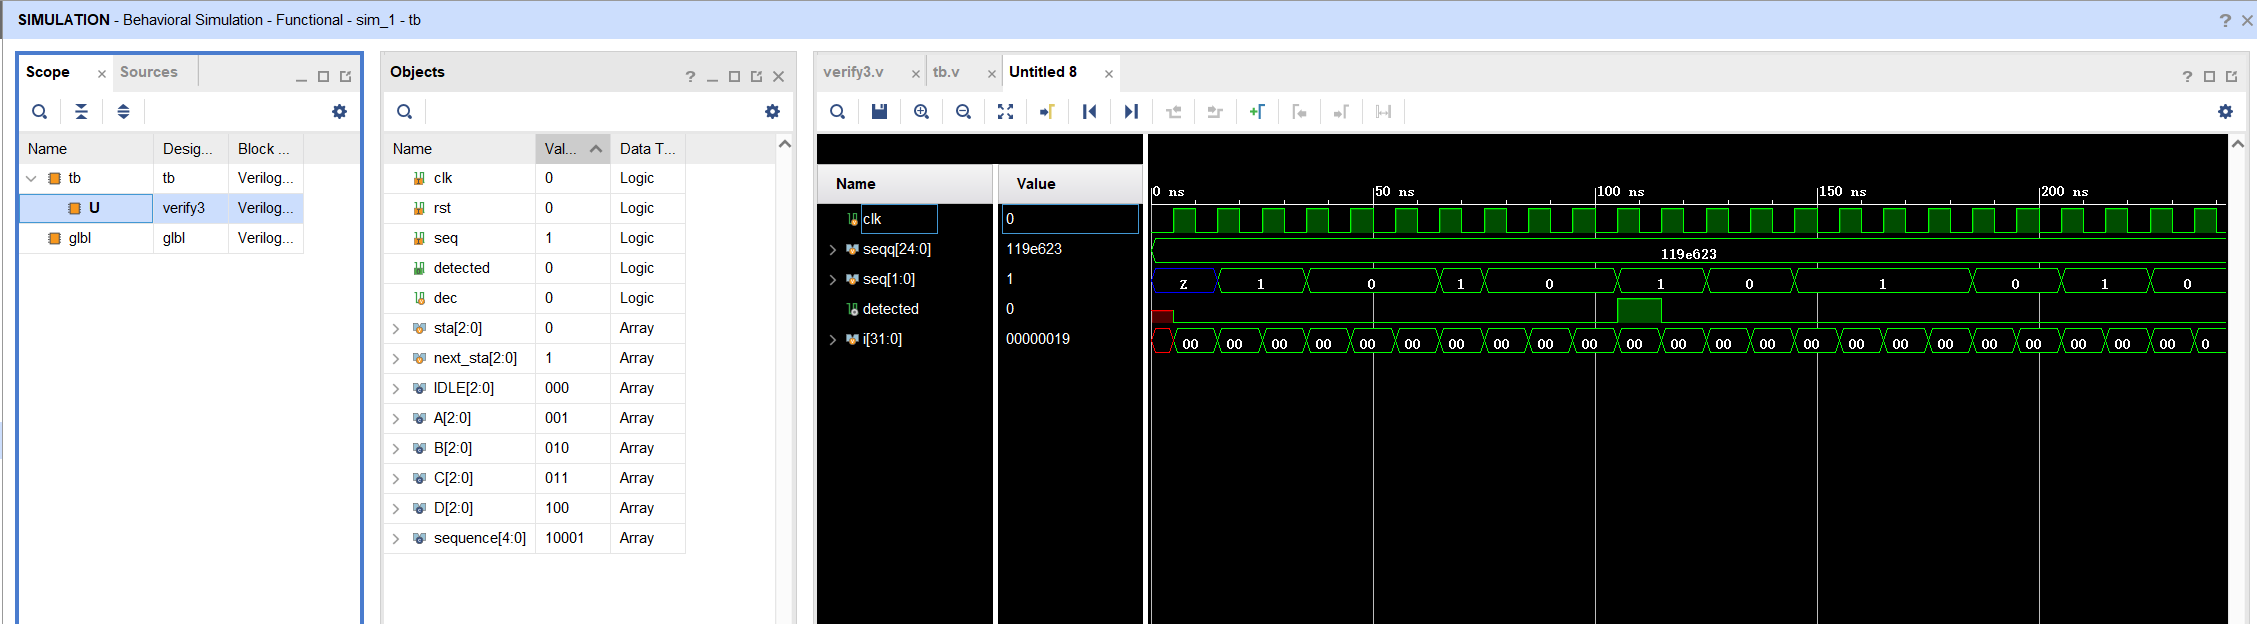 SIMULATION - Behavioral Simulation - Functional - sim_1 - tb
Scope
Sources
Name Desig... Block ...
tb tb Verilog...
U verify3 Verilog...
glbl glbl Verilog...
Objects
Name Val... Data T...
clk 0 Logic
rst 0 Logic
seq 1 Logic
detected 0 Logic
dec 0 Logic
sta[2:0] 0 Array
next_sta[2:0] 1 Array
IDLE[2:0] 000 Array
A[2:0] 001 Array
B[2:0] 010 Array
C[2:0] 011 Array
D[2:0] 100 Array
sequence[4:0] 10001 Array
verify3.v tb.v Untitled 8
Name Value
clk 0
seqq[24:0] 119e623
seq[1:0] 1
detected 0
i[31:0] 00000019
0 ns 50 ns 100 ns 150 ns 200 ns
119e623
Z 1 0 1 0 1 0 1 0 1 0
00 00 00 00 00 00 00 00 00 00 00 00 00 00 00 00 00 00 00 00 00 00 00 0